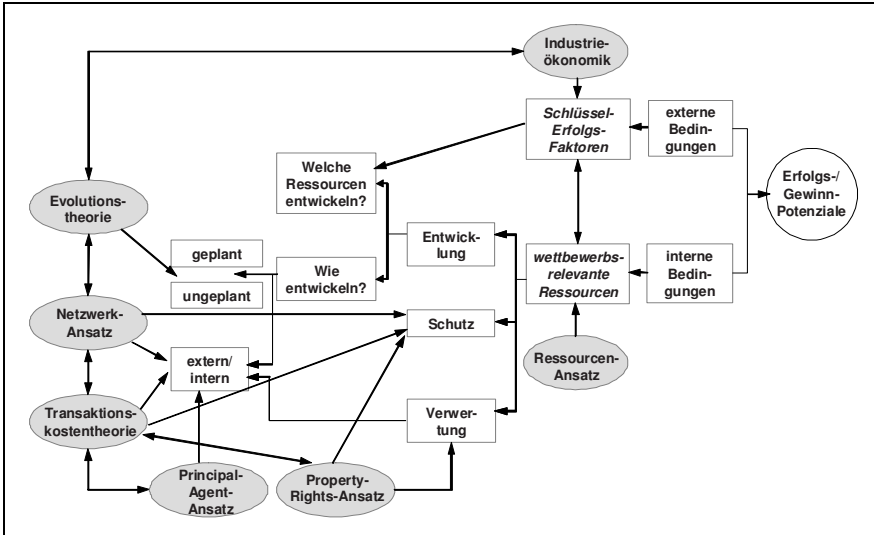 Industrie-
ökonomik
Schlüssel-
Erfolgs-
Faktoren
externe
Bedin-
gungen
Welche
Ressourcen
entwickeln?
Erfolgs-/
Gewinn-
Potenziale
Evolutions-
theorie
geplant
ungeplant
Wie
entwickeln?
Entwick-
lung
wettbewerbs-
relevante
Ressourcen
interne
Bedin-
gungen
Netzwerk-
Ansatz
Schutz
extern/
intern
Ressourcen-
Ansatz
Transaktions-
kostentheorie
Verwer-
tung
Principal-
Agent-
Ansatz
Property-
Rights-Ansatz